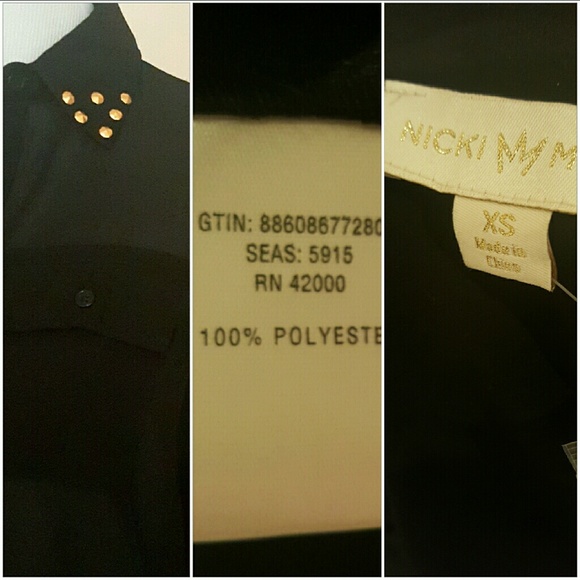 GTIN: 88608677280
SEAS: 5915
RN 42000
100% POLYESTE
NICKI M
XS
Made in
China